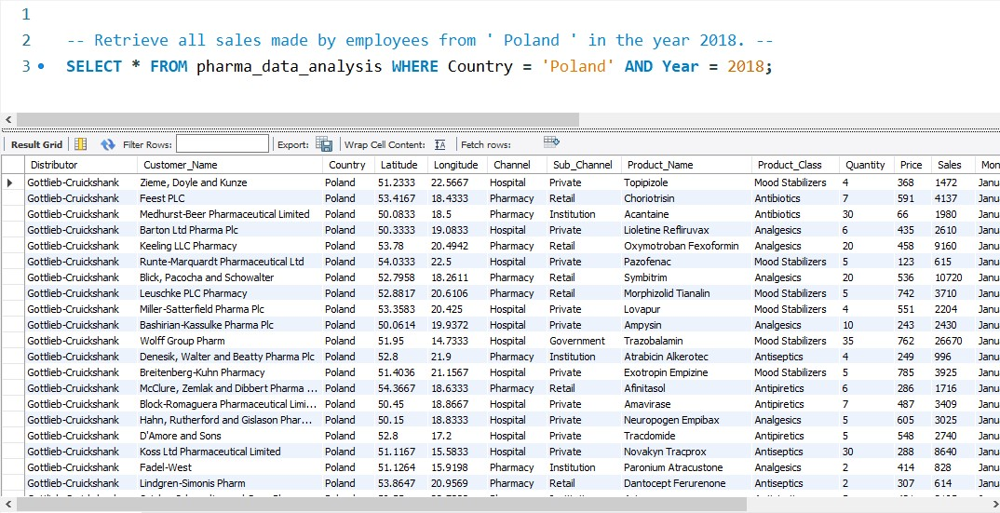 1
2 -- Retrieve all sales made by employees from ' Poland ' in the year 2018. --
3 SELECT * FROM pharma_data_analysis WHERE Country = 'Poland' AND Year = 2018;
Result Grid Filter Rows: Export: Wrap Cell Content: IA Fetch rows:
Distributor Customer_Name Country Latitude Longitude Channel Sub_Channel Product_Name Product_Class Quantity Price Sales Mon
Gottlieb-Cruickshank Zieme, Doyle and Kunze Poland 51.2333 22.5667 Hospital Private Topipizole Mood Stabilizers 4 368 1472 Janu
Gottlieb-Cruickshank Feest PLC Poland 53.4167 18.4333 Pharmacy Retail Choriotrisin Antibiotics 7 591 4137 Janu
Gottlieb-Cruickshank Medhurst-Beer Pharmaceutical Limited Poland 50.0833 18.5 Pharmacy Institution Acantaine Antibiotics 30 66 1980 Janu
Gottlieb-Cruickshank Barton Ltd Pharma Plc Poland 50.3333 19.0833 Hospital Private Lioletine Refliruvax Analgesics 6 435 2610 Janu
Gottlieb-Cruickshank Keeling LLC Pharmacy Poland 53.78 20.4942 Pharmacy Retail Oxymotroban Fexoformin Analgesics 20 458 9160 Janu
Gottlieb-Cruickshank Runte-Marquardt Pharmaceutical Ltd Poland 54.0333 22.5 Hospital Private Pazofenac Mood Stabilizers 5 123 615 Janu
Gottlieb-Cruickshank Blick, Pacocha and Schowalter Poland 52.7958 18.2611 Pharmacy Retail Symbitrim Analgesics 20 536 10720 Janu
Gottlieb-Cruickshank Leuschke PLC Pharmacy Poland 52.8817 20.6106 Pharmacy Retail Morphizolid Tianalin Mood Stabilizers 5 742 3710 Janu
Gottlieb-Cruickshank Miller-Satterfield Pharma Plc Poland 53.3583 20.425 Hospital Private Lovapur Mood Stabilizers 4 551 2204 Janu
Gottlieb-Cruickshank Bashirian-Kassulke Pharma Plc Poland 50.0614 19.9372 Hospital Private Ampysin Analgesics 10 243 2430 Janu
Gottlieb-Cruickshank Wolff Group Pharm Poland 51.95 14.7333 Hospital Government Trazobalamin Mood Stabilizers 35 762 26670 Janu
Gottlieb-Cruickshank Denesik, Walter and Beatty Pharma Plc Poland 52.8 21.9 Pharmacy Institution Atrabicin Alkerotec Antiseptics 4 249 996 Janu
Gottlieb-Cruickshank Breitenberg-Kuhn Pharmacy Poland 51.4036 21.1567 Hospital Private Exotropin Empizine Mood Stabilizers 5 785 3925 Janu
Gottlieb-Cruickshank McClure, Zemlak and Dibbert Pharma ... Poland 54.3667 18.6333 Pharmacy Retail Afinitasol Antipiretics 6 286 1716 Janu
Gottlieb-Cruickshank Block-Romaguera Pharmaceutical Limi... Poland 50.45 18.8667 Hospital Private Amavirase Antipiretics 7 487 3409 Janu
Gottlieb-Cruickshank Hahn, Rutherford and Gislason Phar... Poland 50.15 18.8333 Hospital Private Neuropogen Empibax Analgesics 5 605 3025 Janu
Gottlieb-Cruickshank D'Amore and Sons Poland 52.8 17.2 Hospital Private Tracdomide Antipiretics 5 548 2740 Janu
Gottlieb-Cruickshank Koss Ltd Pharmaceutical Limited Poland 51.1167 15.5833 Hospital Private Novakyn Tracprox Antiseptics 30 288 8640 Janu
Gottlieb-Cruickshank Fadel-West Poland 51.1264 15.9198 Pharmacy Institution Paronium Atracustone Analgesics 2 414 828 Janu
Gottlieb-Cruickshank Lindgren-Simonis Pharm Poland 53.8647 20.9569 Pharmacy Retail Dantocept Ferurenone Antiseptics 2 307 614 Janu